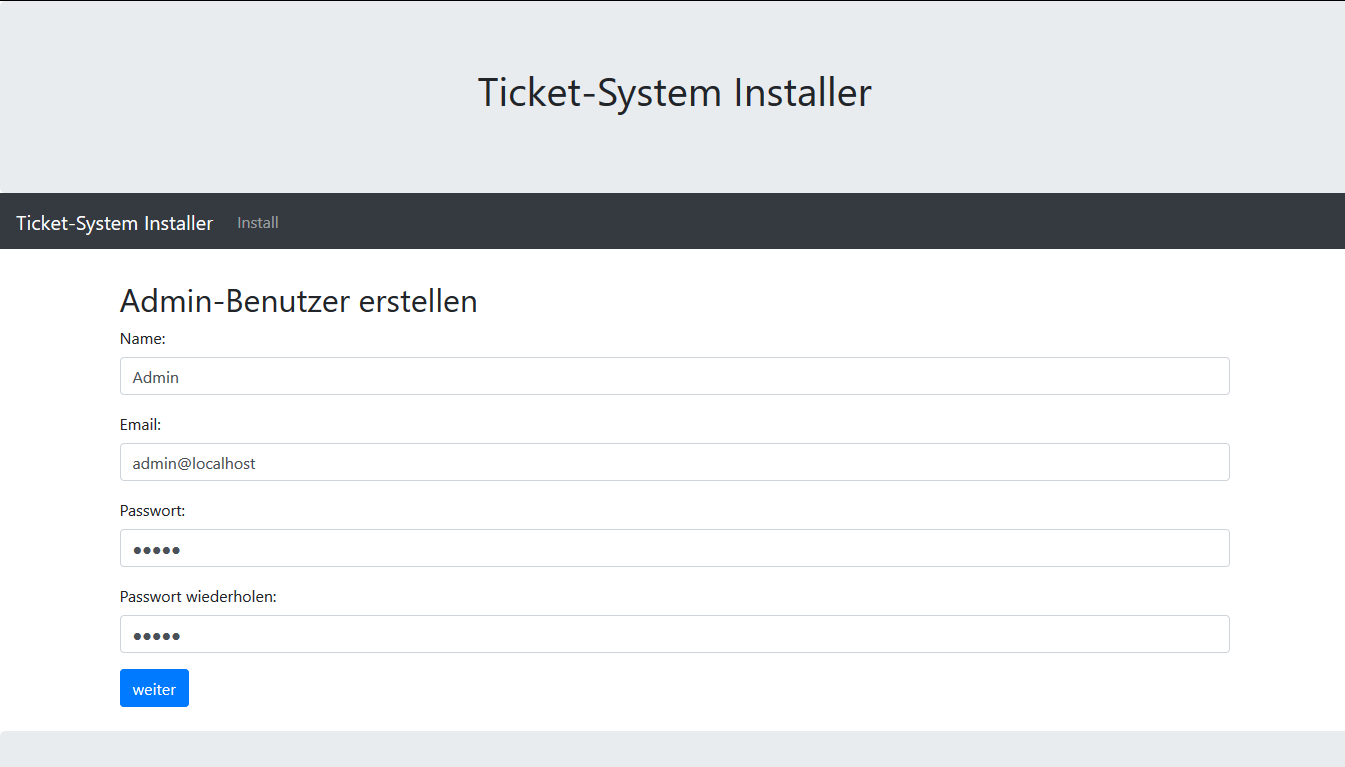 Ticket-System Installer
Ticket-System Installer Install
Admin-Benutzer erstellen
Name:
Admin
Email:
admin@localhost
Passwort:
●●●●●
Passwort wiederholen:
●●●●●
weiter